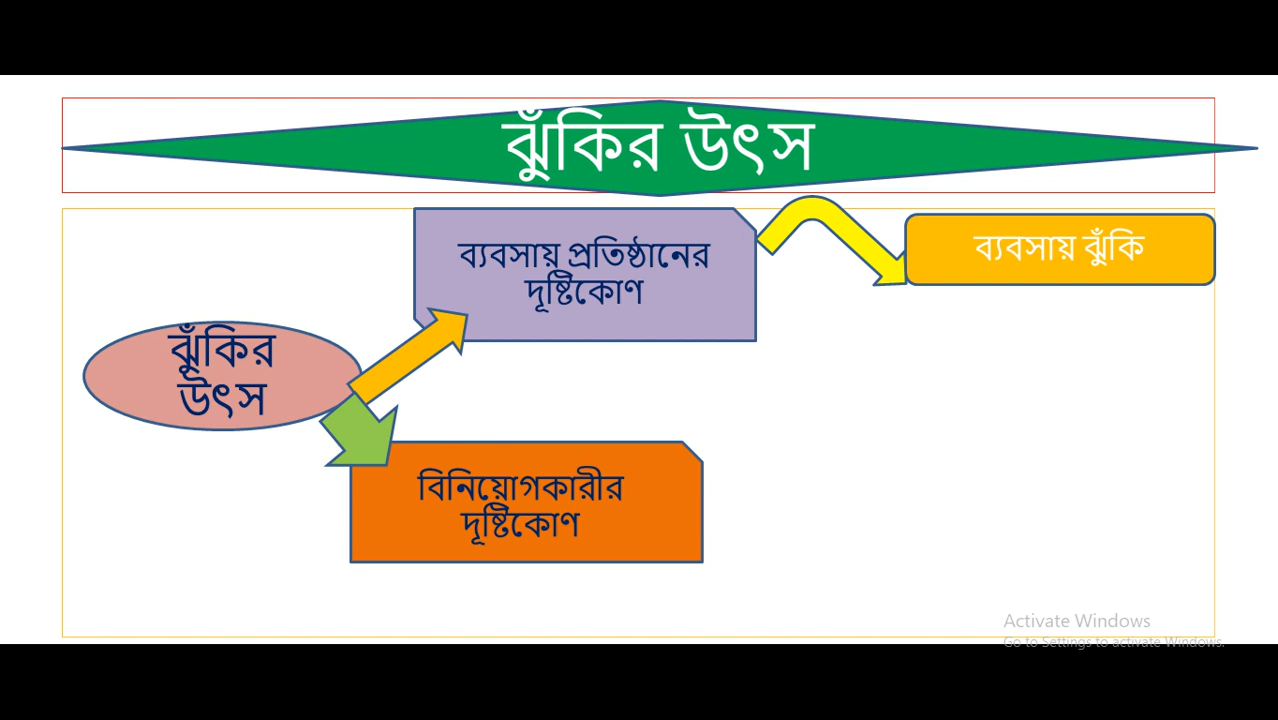 ঝুঁকির উৎস
ব্যবসায় প্রতিষ্ঠানের
দৃষ্টিকোণ
ব্যবসায় ঝুঁকি
ঝুঁকির
উৎস
বিনিয়োগকারীর
দৃষ্টিকোণ
Activate Windows
Go to Settings to activate Windows.